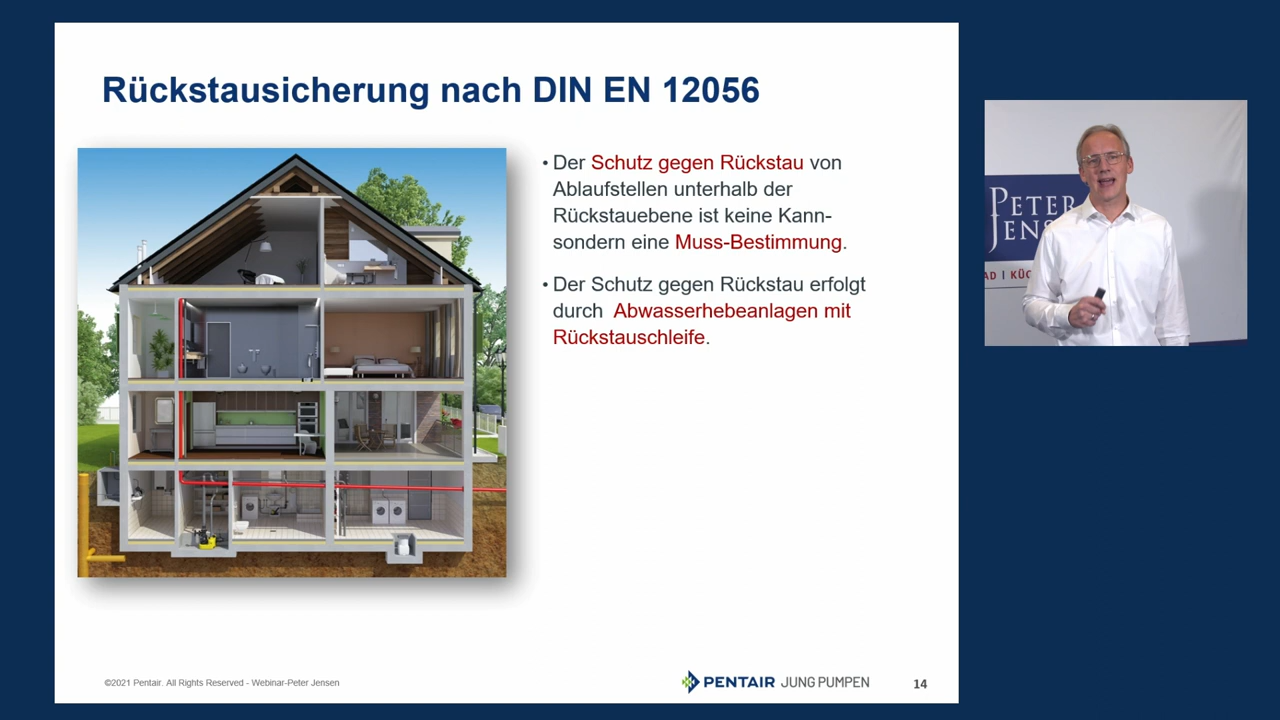 Rückstausicherung nach DIN EN 12056
• Der Schutz gegen Rückstau von
Ablaufstellen unterhalb der
Rückstauebene ist keine Kann-
sondern eine Muss-Bestimmung.
• Der Schutz gegen Rückstau erfolgt
durch Abwasserhebeanlagen mit
Rückstauschleife.
PETER
JENS
AD | KÜC
©2021 Pentair. All Rights Reserved - Webinar-Peter Jensen
PENTAIR JUNG PUMPEN
14